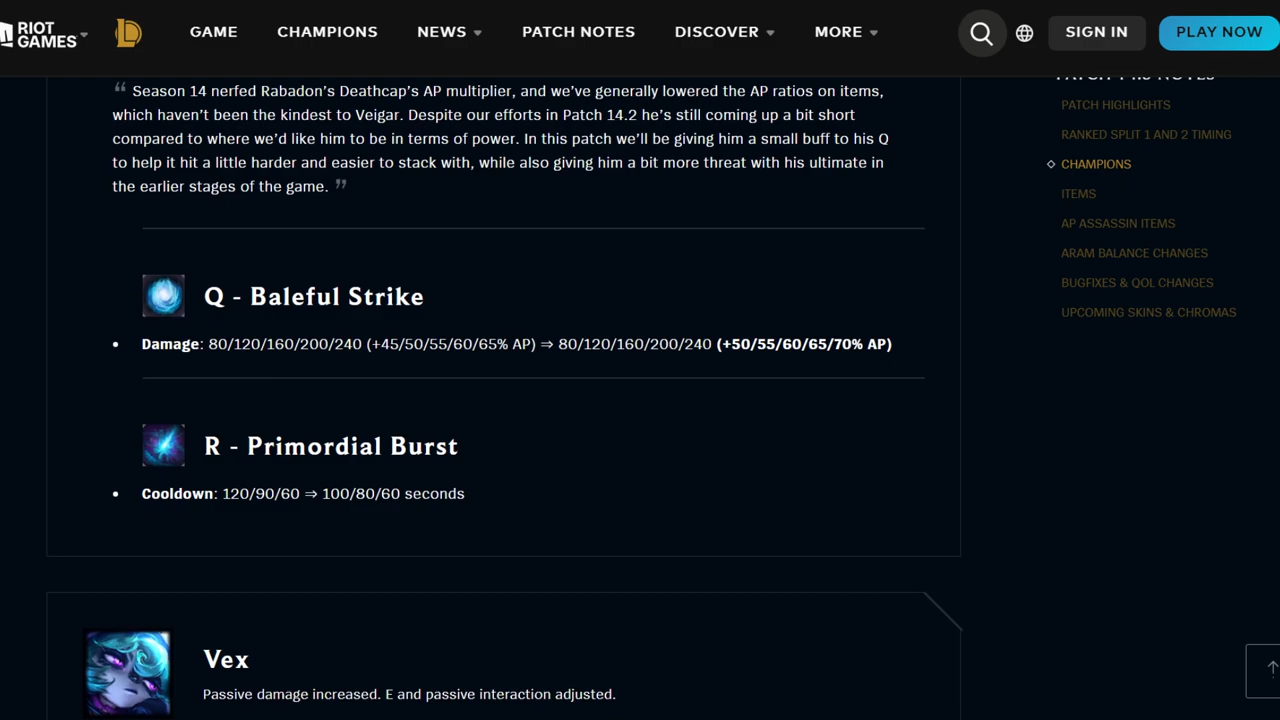 RIOT
GAMES
GAME
CHAMPIONS
NEWS
PATCH NOTES
DISCOVER
MORE
SIGN IN
PLAY NOW
“ Season 14 nerfed Rabadon’s Deathcap’s AP multiplier, and we’ve generally lowered the AP ratios on items,
which haven’t been the kindest to Veigar. Despite our efforts in Patch 14.2 he’s still coming up a bit short
compared to where we’d like him to be in terms of power. In this patch we’ll be giving him a small buff to his Q
to help it hit a little harder and easier to stack with, while also giving him a bit more threat with his ultimate in
the earlier stages of the game. ”
Q - Baleful Strike
• Damage: 80/120/160/200/240 (+45/50/55/60/65% AP) ⇒ 80/120/160/200/240 (+50/55/60/65/70% AP)
R - Primordial Burst
• Cooldown: 120/90/60 ⇒ 100/80/60 seconds
Vex
Passive damage increased. E and passive interaction adjusted.
PATCH HIGHLIGHTS
RANKED SPLIT 1 AND 2 TIMING
CHAMPIONS
ITEMS
AP ASSASSIN ITEMS
ARAM BALANCE CHANGES
BUGFIXES & QOL CHANGES
UPCOMING SKINS & CHROMAS